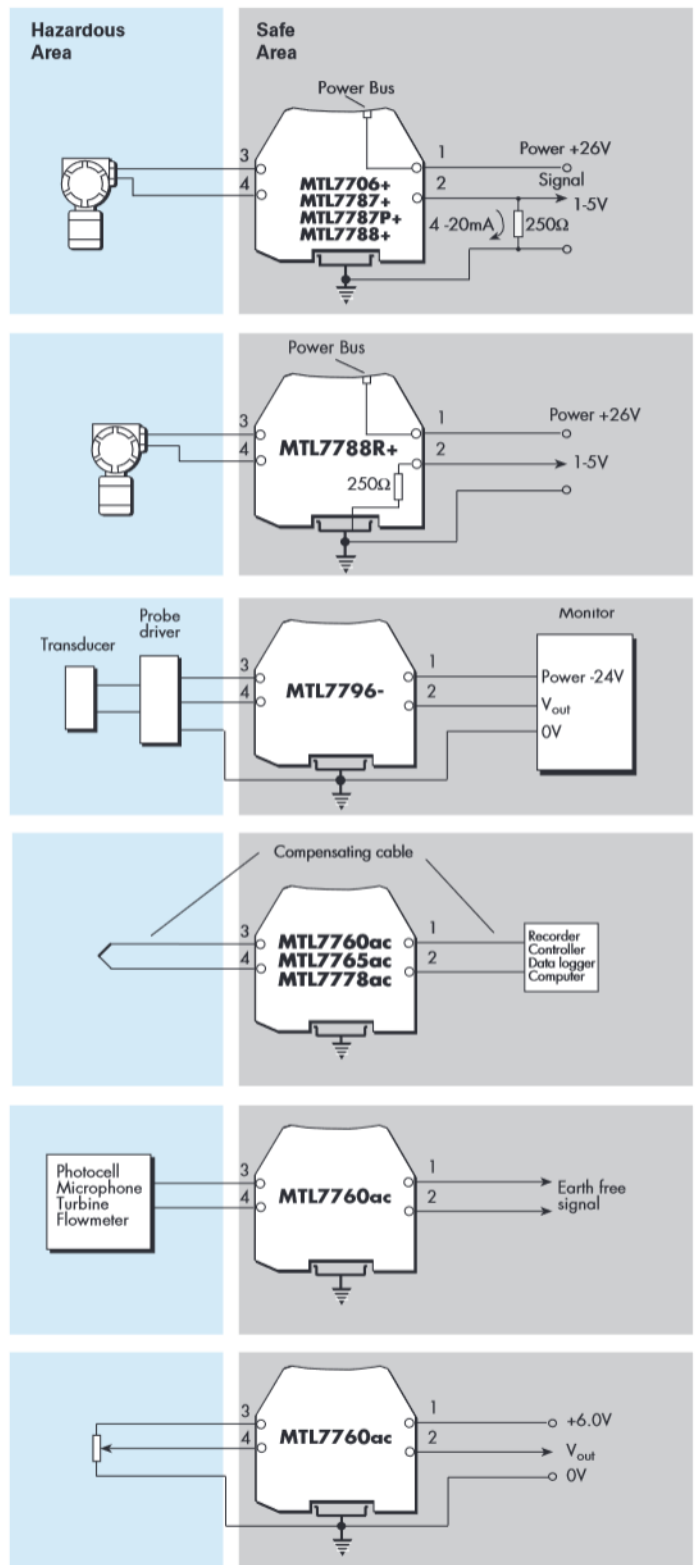 Hazardous
Area
Safe
Area
Power Bus
3
4
MTL7706+
MTL7787+
MTL7787P+
MTL7788+
1
2
Power +26V
Signal
1-5V
4 -20mA
250Ω
Power Bus
3
4
MTL7788R+
250Ω
1
2
Power +26V
1-5V
Transducer
Probe
driver
3
4
MTL7796-
1
2
Monitor
Power -24V
Vout
0V
Compensating cable
3
4
MTL7760ac
MTL7765ac
MTL7778ac
1
2
Recorder
Controller
Data logger
Computer
Photocell
Microphone
Turbine
Flowmeter
3
4
MTL7760ac
1
2
Earth free
signal
3
4
MTL7760ac
1
2
+6.0V
Vout
0V